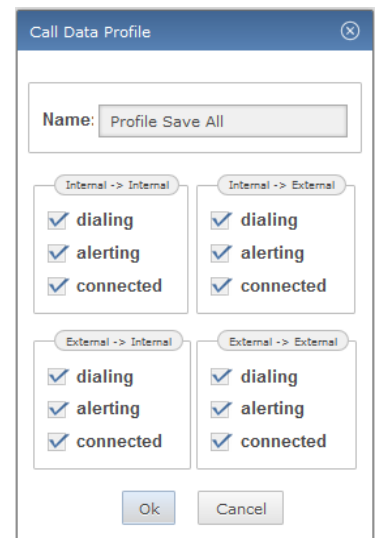 Call Data Profile
Name: Profile Save All
Internal -> Internal Internal -> External
dialing dialing
alerting alerting
connected connected
External -> Internal External -> External
dialing dialing
alerting alerting
connected connected
Ok Cancel